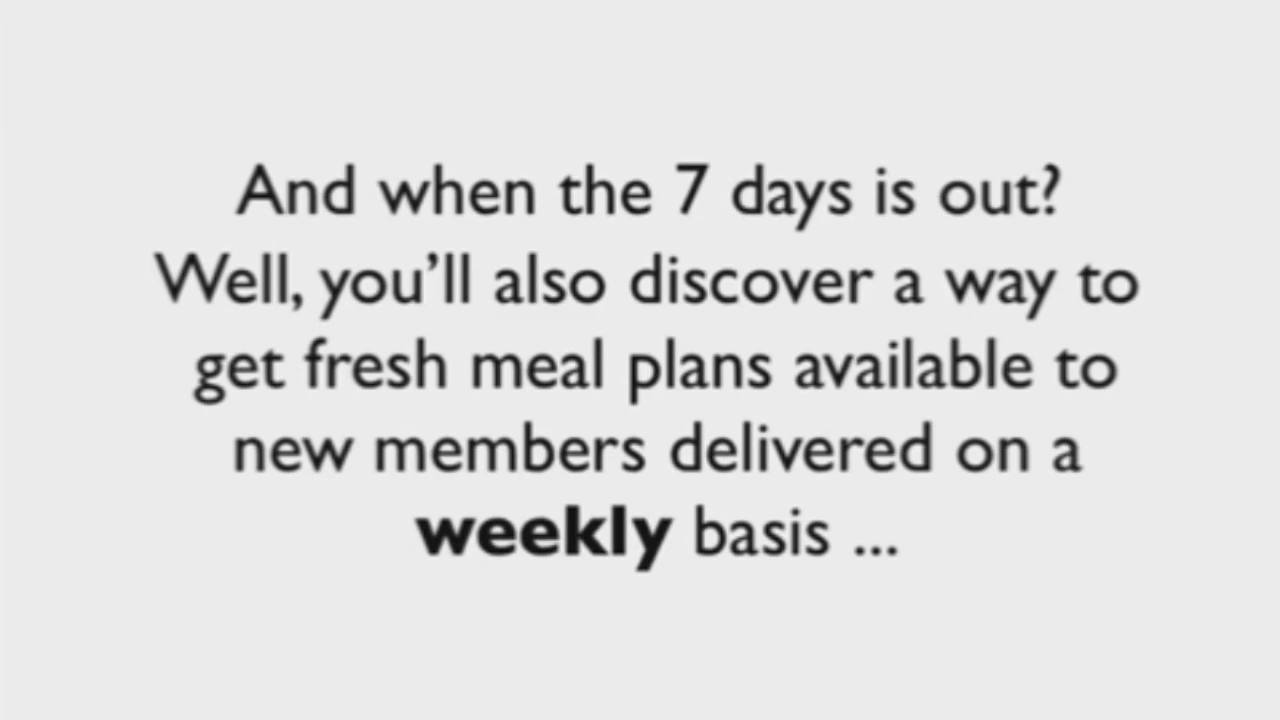 And when the 7 days is out?
Well, you’ll also discover a way to
get fresh meal plans available to
new members delivered on a
weekly basis ...